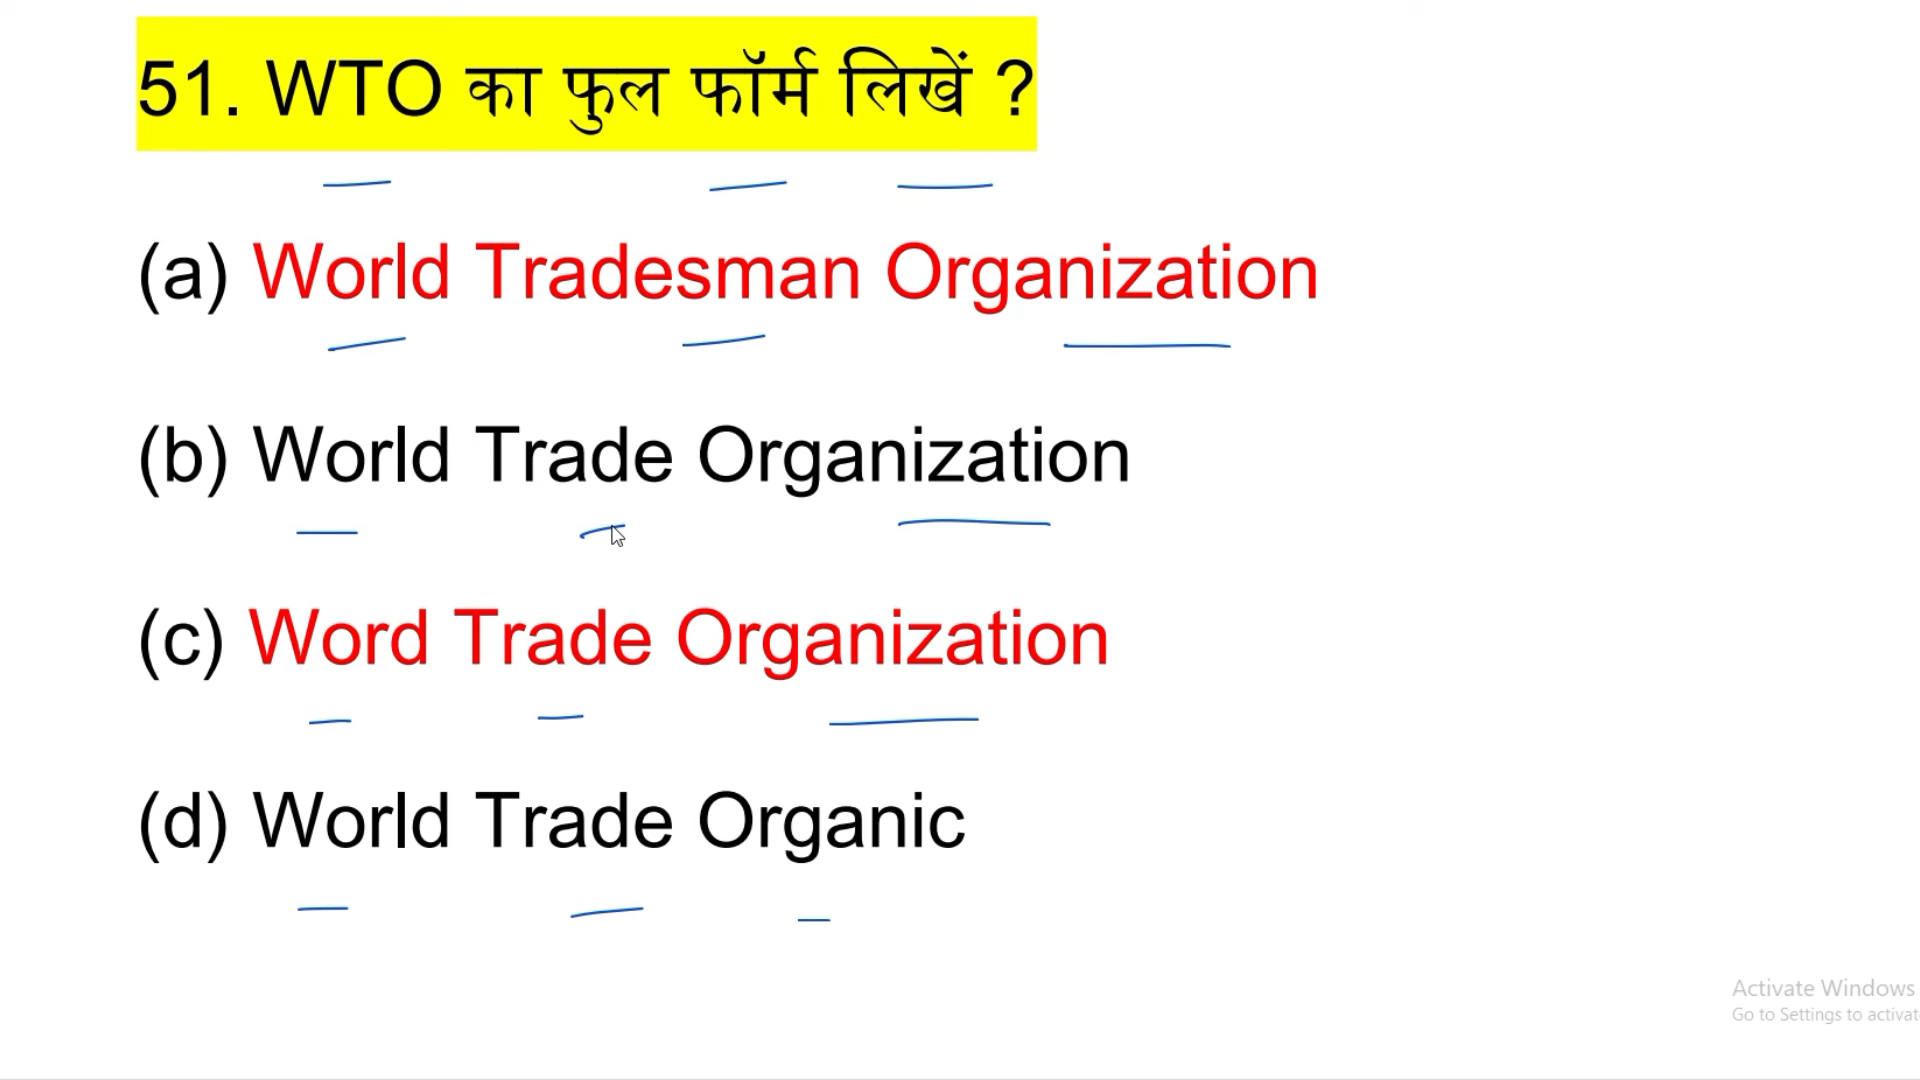 51. WTO का फुल फॉर्म लिखें ?
(a) World Tradesman Organization
(b) World Trade Organization
(c) Word Trade Organization
(d) World Trade Organic
Activate Windows
Go to Settings to activat